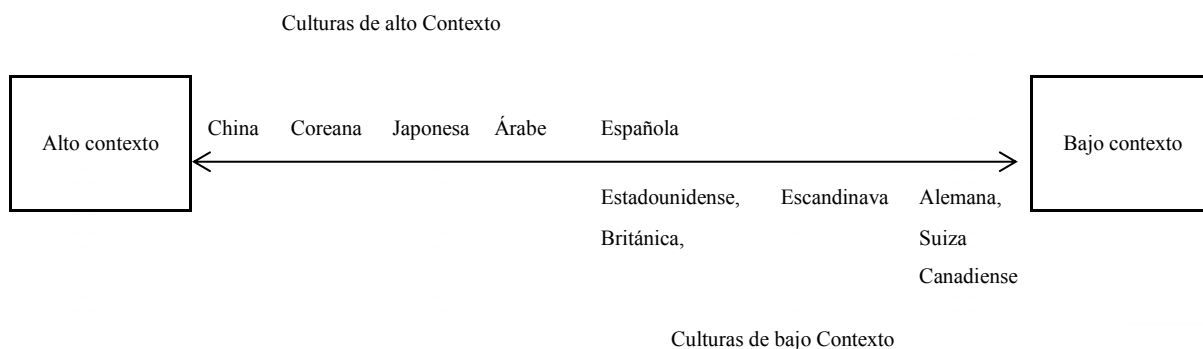 Culturas de alto Contexto
Alto contexto
China Coreana Japonesa Árabe Española
Bajo contexto
Estadounidense, Escandinava Alemana,
Británica, Suiza
Canadiense
Culturas de bajo Contexto